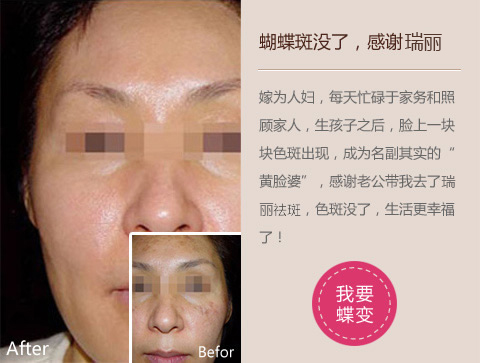 蝴蝶斑没了，感谢瑞丽
嫁为人妇，每天忙碌于家务和照
顾家人，生孩子之后，脸上一块
块色斑出现，成为名副其实的“
黄脸婆”，感谢老公带我去了瑞
丽祛斑，色斑没了，生活更幸福
了！
我要
蝶变
After
Befor